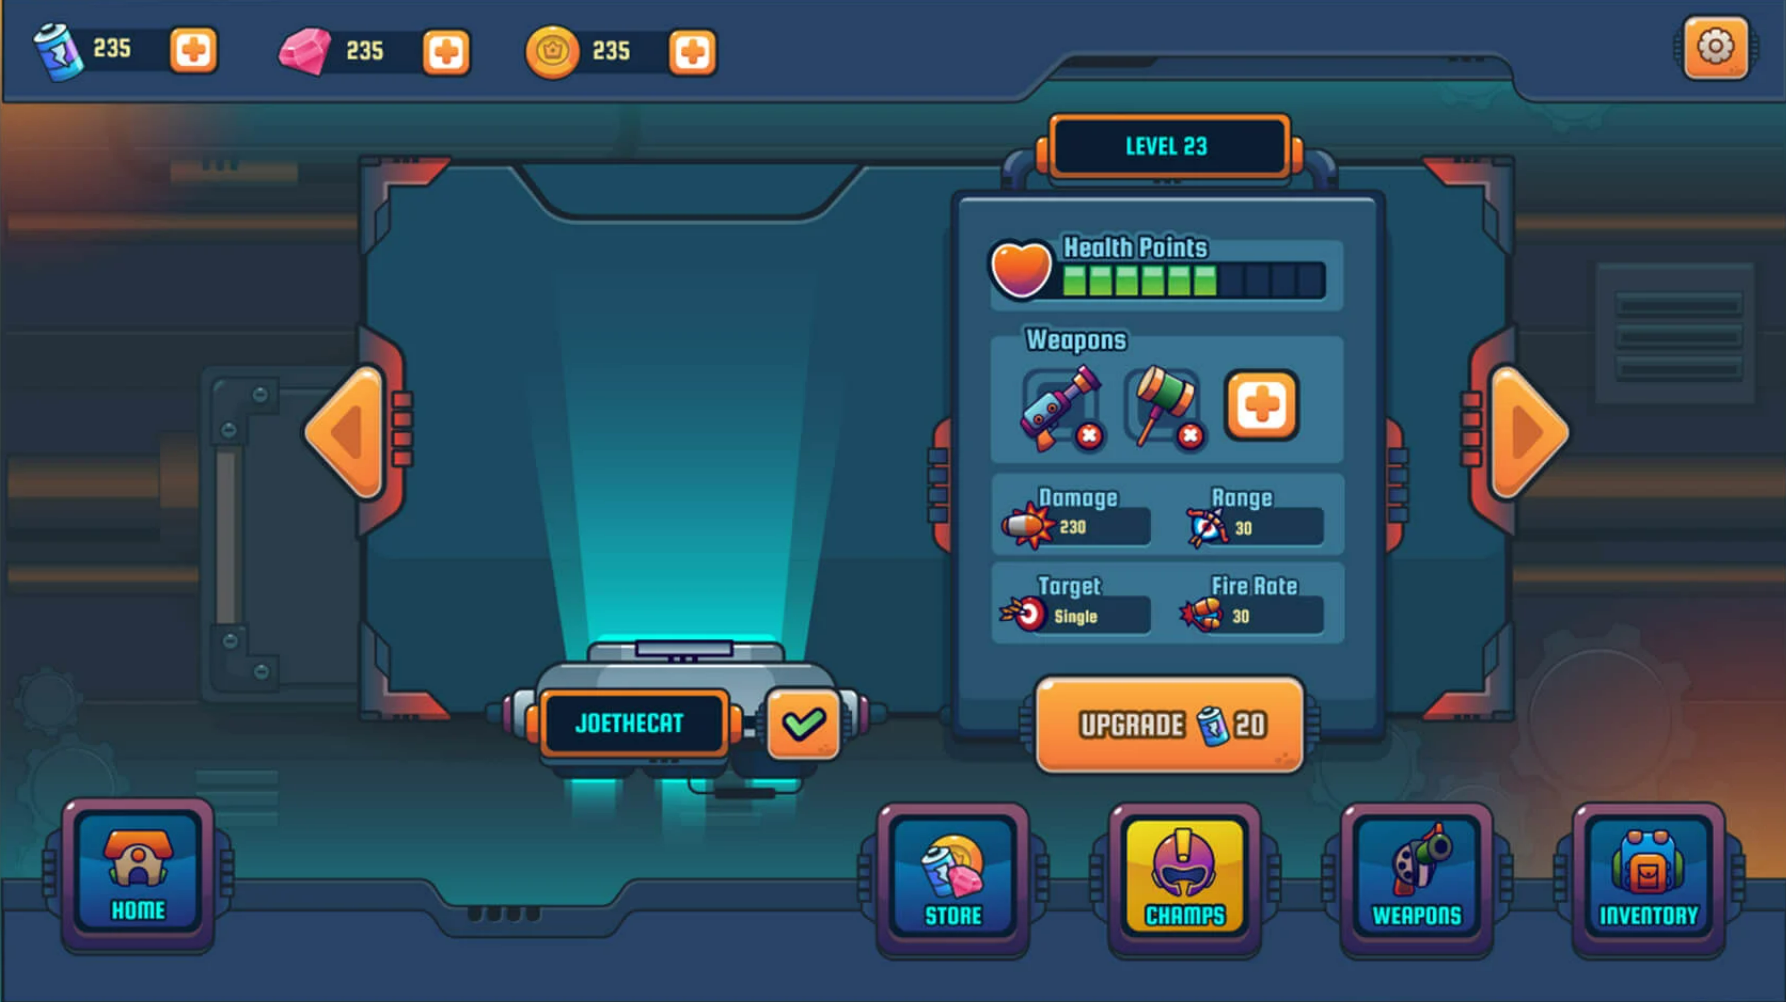 235
235
235
LEVEL 23
Health Points
Weapons
Damage
230
Range
30
Target
Single
Fire Rate
30
JOETHECAT
UPGRADE 20
HOME
STORE
CHAMPS
WEAPONS
INVENTORY